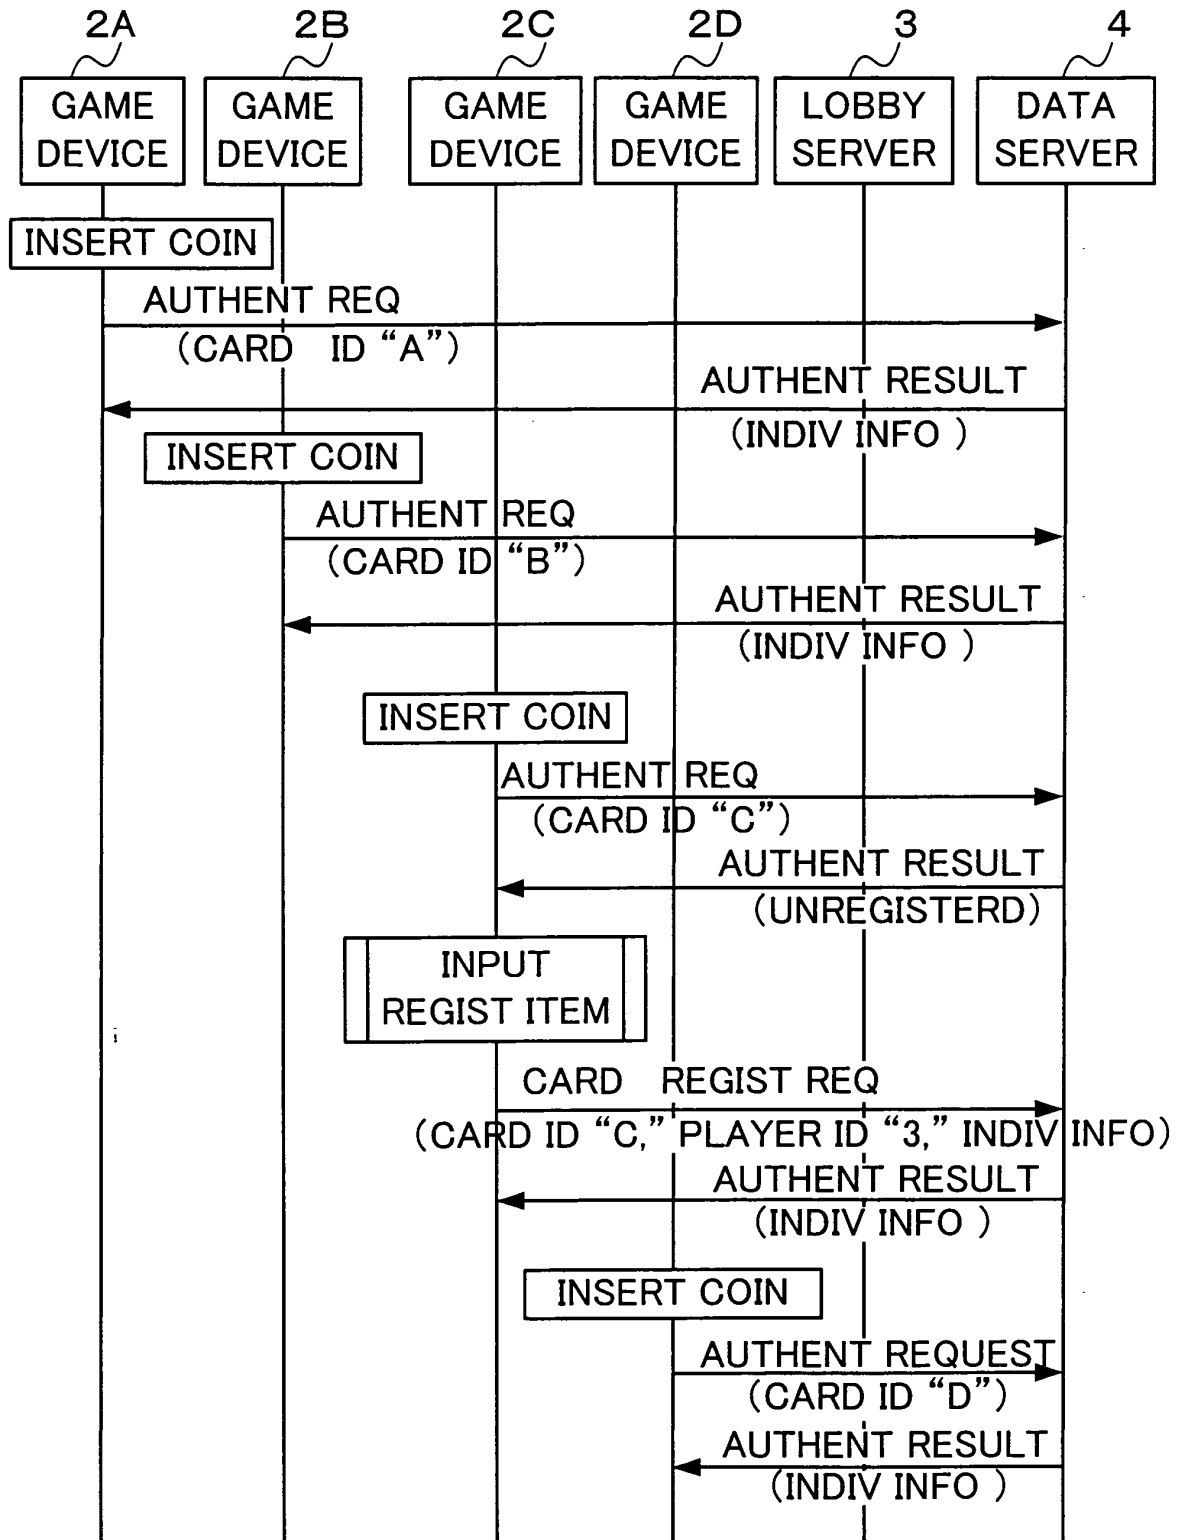 2A 2B 2C 2D 3 4
GAME DEVICE
GAME DEVICE
GAME DEVICE
GAME DEVICE
LOBBY SERVER
DATA SERVER
INSERT COIN
AUTHENT REQ
(CARD ID “A”)
AUTHENT RESULT
(INDIV INFO )
INSERT COIN
AUTHENT REQ
(CARD ID “B”)
AUTHENT RESULT
(INDIV INFO )
INSERT COIN
AUTHENT REQ
(CARD ID “C”)
AUTHENT RESULT
(UNREGISTERD)
INPUT
REGIST ITEM
CARD REGIST REQ
(CARD ID “C,” PLAYER ID “3,” INDIV INFO)
AUTHENT RESULT
(INDIV INFO )
INSERT COIN
AUTHENT REQUEST
(CARD ID “D”)
AUTHENT RESULT
(INDIV INFO )